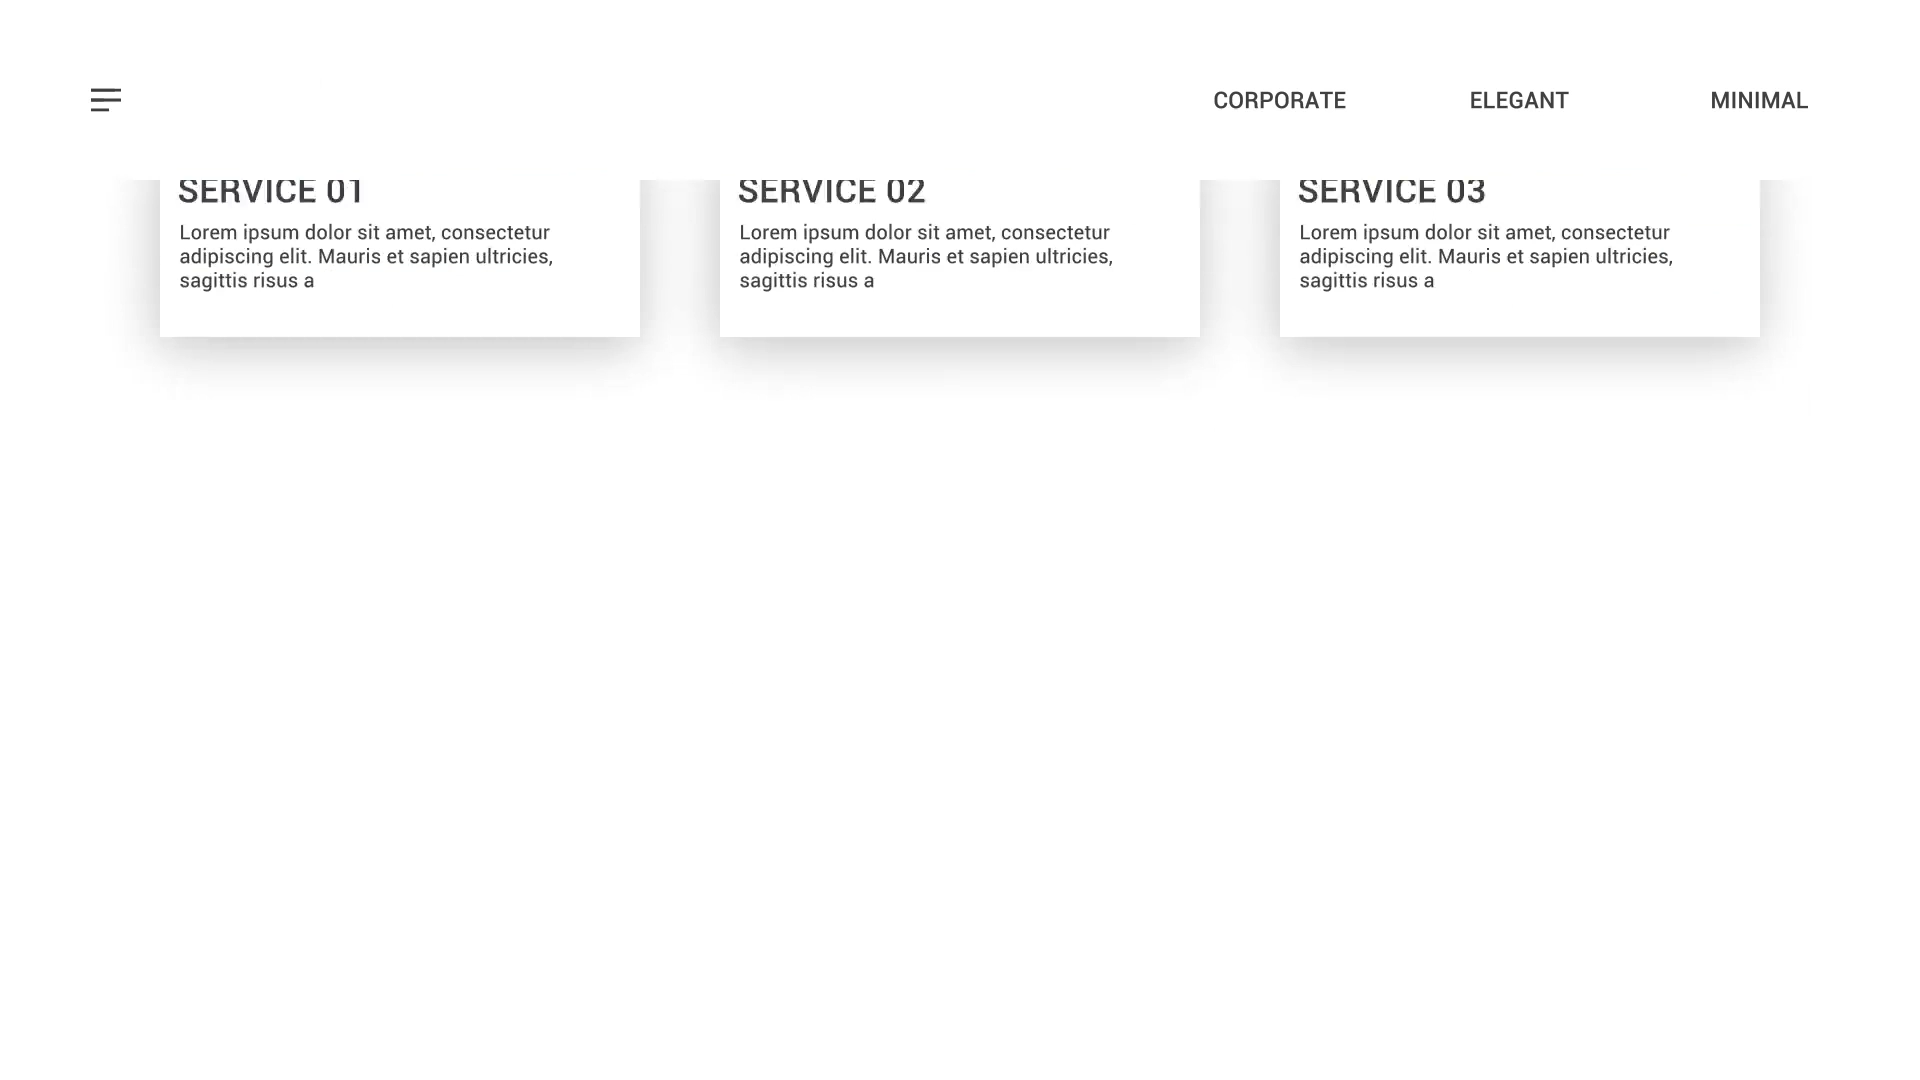 CORPORATE ELEGANT MINIMAL
SERVICE 01
Lorem ipsum dolor sit amet, consectetur
adipiscing elit. Mauris et sapien ultricies,
sagittis risus a
SERVICE 02
Lorem ipsum dolor sit amet, consectetur
adipiscing elit. Mauris et sapien ultricies,
sagittis risus a
SERVICE 03
Lorem ipsum dolor sit amet, consectetur
adipiscing elit. Mauris et sapien ultricies,
sagittis risus a